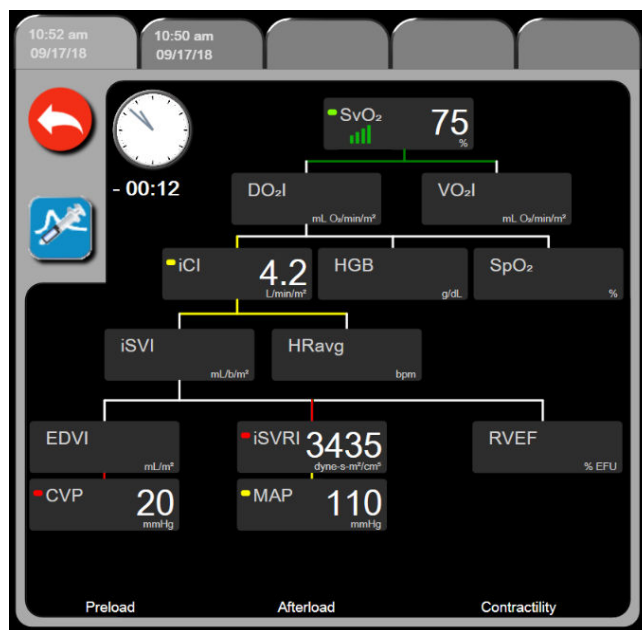 10:52 am
09/17/18
10:50 am
09/17/18
- 00:12
SvO₂
75
%
DO₂I
mL O₂/min/m²
VO₂I
mL O₂/min/m²
iCI
4.2
L/min/m²
HGB
g/dL
SpO₂
%
iSVI
mL/b/m²
HRavg
bpm
EDVI
mL/m²
iSVRI
3435
dyne-s-m²/cm⁵
RVEF
% EFU
CVP
20
mmHg
MAP
110
mmHg
Preload
Afterload
Contractility